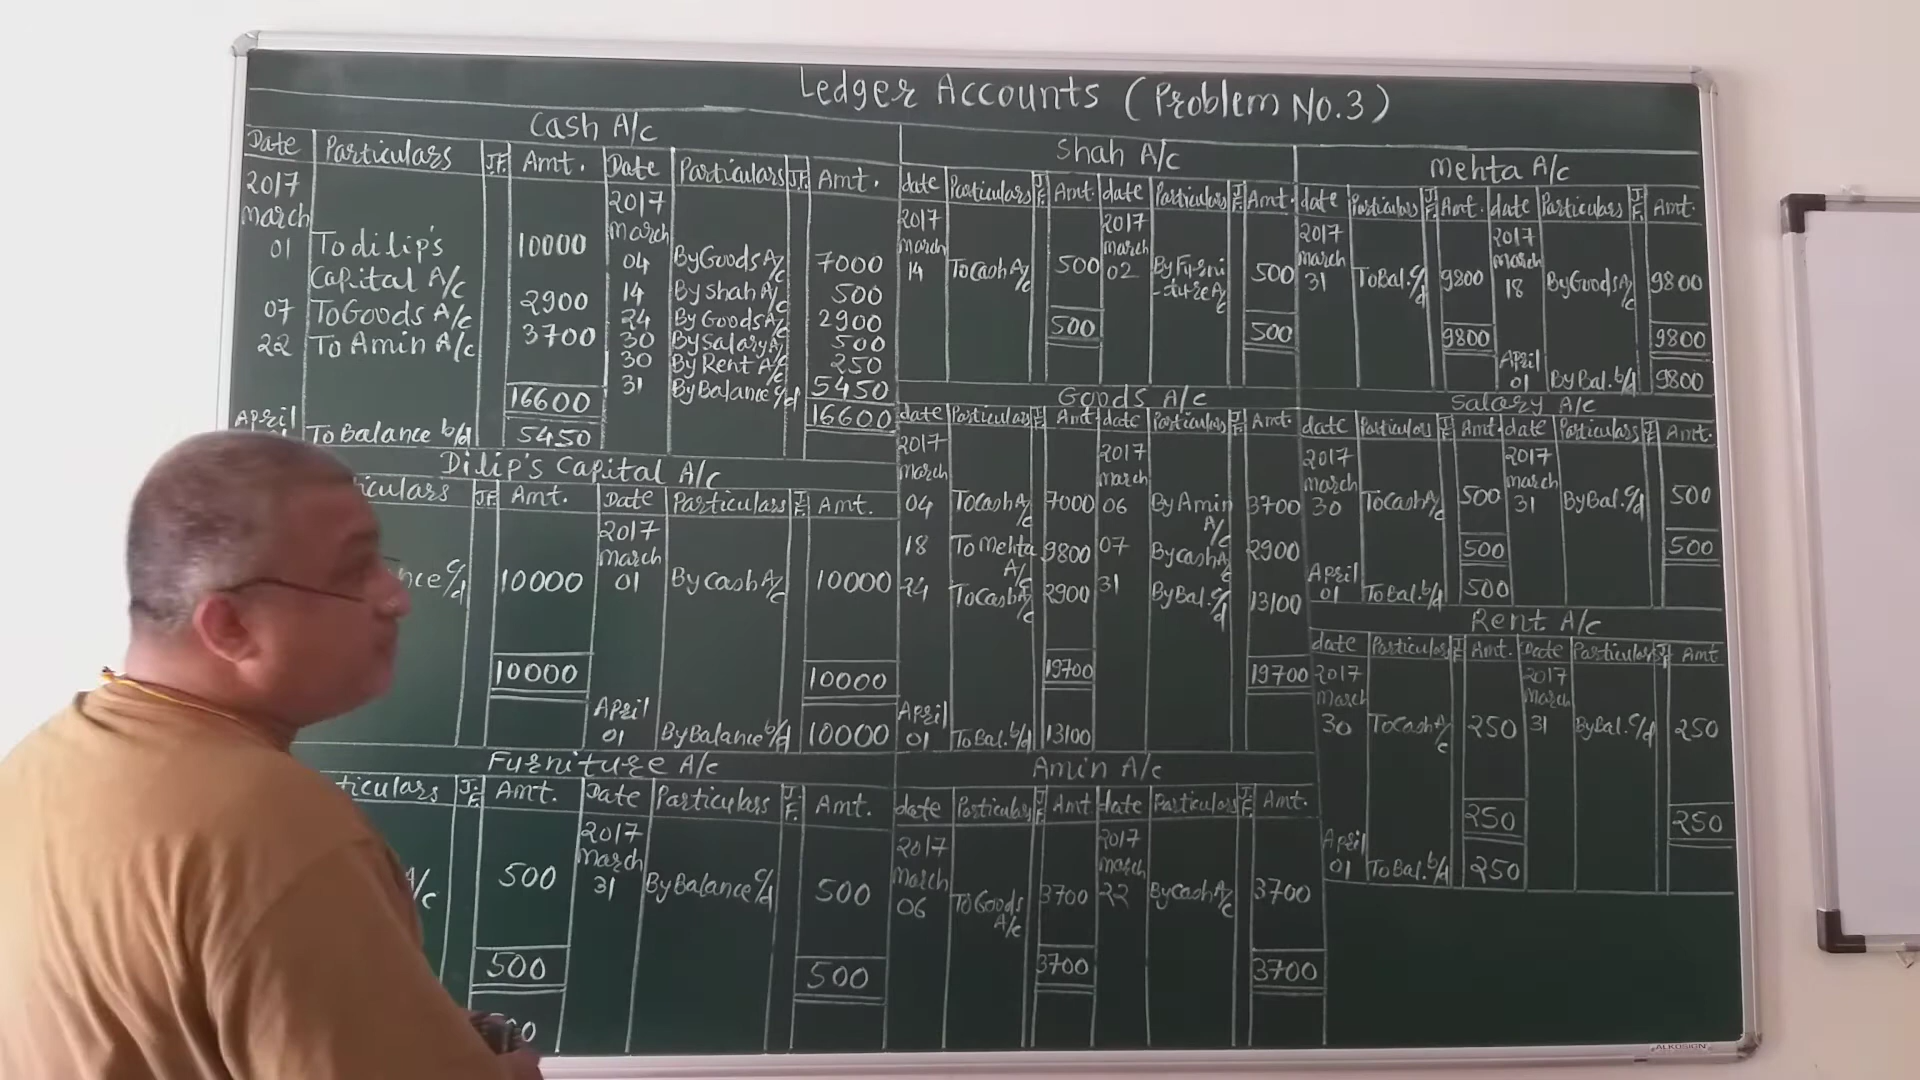 Ledger Accounts (Problem No.3)
Cash A/c
Date Particulars J.F. Amt. Date Particulars J.F. Amt.
2017 2017
March March
01 To dilip's 10000 04 By Goods A/c 7000
Capital A/c 14 By Shah A/c 500
07 To Goods A/c 2900 24 By Goods A/c 2900
22 To Amin A/c 3700 30 By Salary A/c 500
30 By Rent A/c 250
31 By Balance c/d 5450
16600 16600
April To Balance b/d 5450
Dilip's Capital A/c
iculars J.F. Amt. Date Particulars J.F. Amt.
2017
March
nce c/d 10000 01 By Cash A/c 10000
10000 10000
April
01 By Balance b/d 10000
Furniture A/c
ticulars J.F. Amt. Date Particulars J.F. Amt.
2017
March
A/c 500 31 By Balance c/d 500
500 500
Shah A/c
date Particulars J.F. Amt. date Particulars J.F. Amt.
2017 2017
March March
14 To Cash A/c 500 02 By Furni 500
-ture A/c
500 500
Goods A/c
date Particulars J.F. Amt date Particulars J.F. Amt.
2017 2017
March March
04 To Cash A/c 7000 06 By Amin A/c 3700
18 To Mehta A/c 9800 07 By Cash A/c 2900
24 To Cash A/c 2900 31 By Bal. c/d 13100
19700 19700
April
01 To Bal. b/d 13100
Amin A/c
date Particulars J.F. Amt date Particulars J.F. Amt.
2017 2017
March March
06 To Goods A/c 3700 22 By Cash A/c 3700
3700 3700
Mehta A/c
date Particulars J.F. Amt. date Particulars J.F. Amt.
2017 2017
March March
31 To Bal. c/d 9800 18 By Goods A/c 9800
9800 9800
April
01 By Bal. b/d 9800
Salary A/c
date Particulars J.F. Amt. date Particulars J.F. Amt.
2017 2017
March March
30 To Cash A/c 500 31 By Bal. c/d 500
500 500
April
01 To Bal. b/d 500
Rent A/c
date Particulars J.F. Amt. Date Particulars J.F. Amt
2017 2017
March March
30 To Cash A/c 250 31 By Bal. c/d 250
250 250
April
01 To Bal. b/d 250
ALKOSIGN